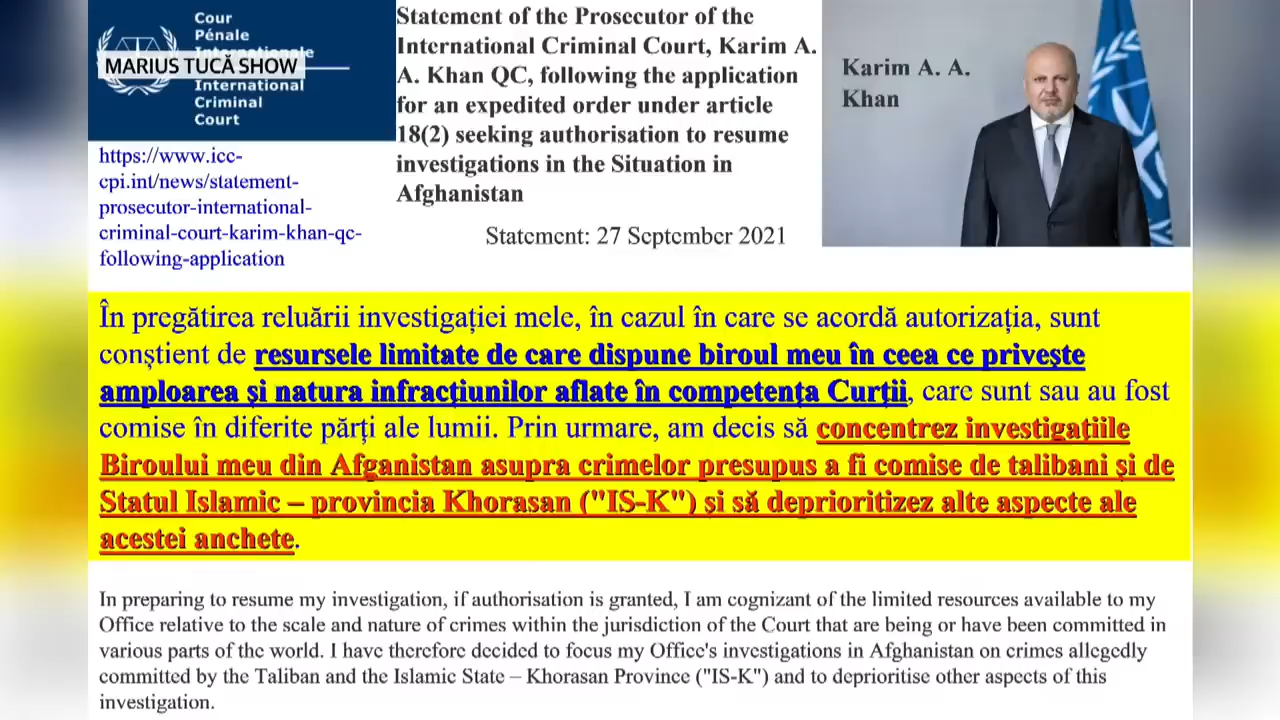 Cour
Pénale
Internationale
MARIUS TUCĂ SHOW
International
Criminal
Court
https://www.icc-
cpi.int/news/statement-
prosecutor-international-
criminal-court-karim-khan-qc-
following-application
Statement of the Prosecutor of the
International Criminal Court, Karim A.
A. Khan QC, following the application
for an expedited order under article
18(2) seeking authorisation to resume
investigations in the Situation in
Afghanistan
Statement: 27 September 2021
Karim A. A.
Khan
În pregătirea reluării investigației mele, în cazul în care se acordă autorizația, sunt
conștient de resursele limitate de care dispune biroul meu în ceea ce privește
amploarea și natura infracțiunilor aflate în competența Curții, care sunt sau au fost
comise în diferite părți ale lumii. Prin urmare, am decis să concentrez investigațiile
Biroului meu din Afganistan asupra crimelor presupus a fi comise de talibani și de
Statul Islamic – provincia Khorasan ("IS-K") și să deprioritizez alte aspecte ale
acestei anchete.
In preparing to resume my investigation, if authorisation is granted, I am cognizant of the limited resources available to my
Office relative to the scale and nature of crimes within the jurisdiction of the Court that are being or have been committed in
various parts of the world. I have therefore decided to focus my Office's investigations in Afghanistan on crimes allegedly
committed by the Taliban and the Islamic State – Khorasan Province ("IS-K") and to deprioritise other aspects of this
investigation.